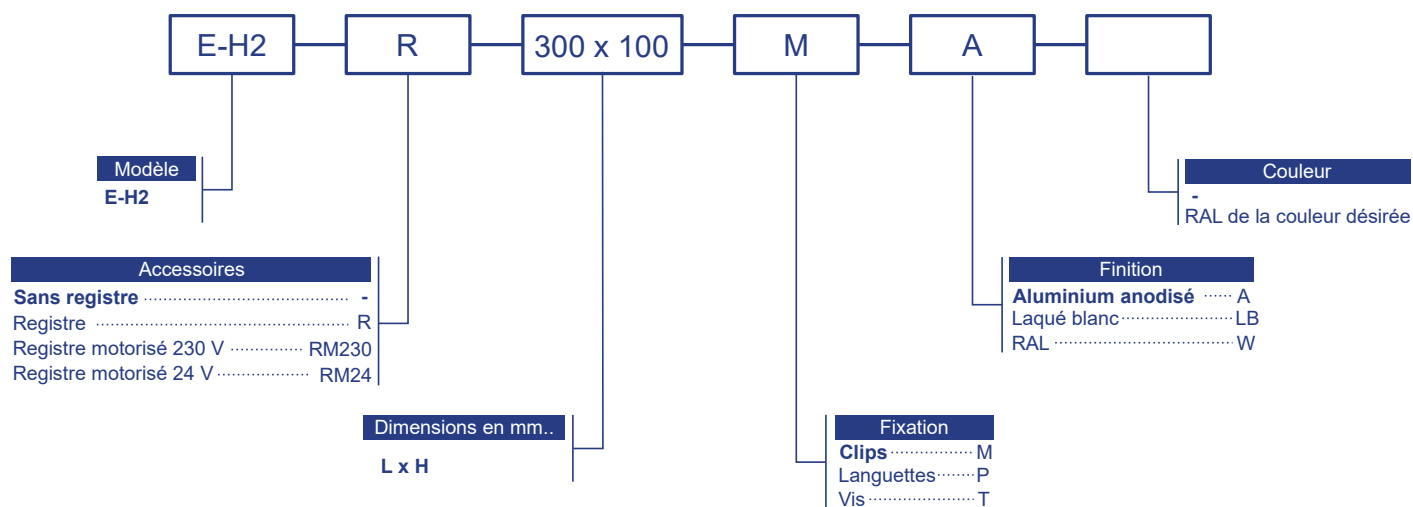 E-H2 R 300 x 100 M A
Modèle
E-H2
Couleur
-
RAL de la couleur désirée
Accessoires
Sans registre -
Registre R
Registre motorisé 230 V RM230
Registre motorisé 24 V RM24
Finition
Aluminium anodisé A
Laqué blanc LB
RAL W
Dimensions en mm..
L x H
Fixation
Clips M
Languettes P
Vis T